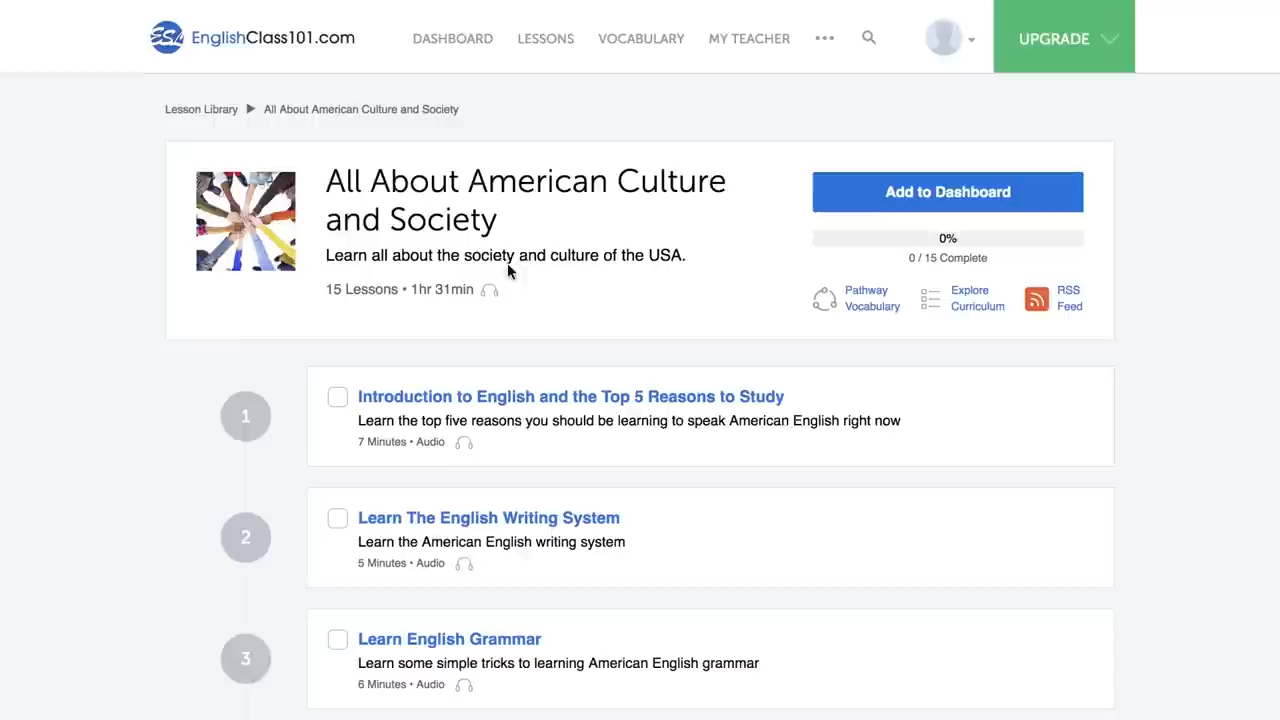 ESL EnglishClass101.com DASHBOARD LESSONS VOCABULARY MY TEACHER ••• UPGRADE
Lesson Library ▶ All About American Culture and Society
All About American Culture
and Society
Learn all about the society and culture of the USA.
15 Lessons • 1hr 31min
Add to Dashboard
0%
0 / 15 Complete
Pathway
Vocabulary
Explore
Curriculum
RSS
Feed
1
Introduction to English and the Top 5 Reasons to Study
Learn the top five reasons you should be learning to speak American English right now
7 Minutes • Audio
2
Learn The English Writing System
Learn the American English writing system
5 Minutes • Audio
3
Learn English Grammar
Learn some simple tricks to learning American English grammar
6 Minutes • Audio